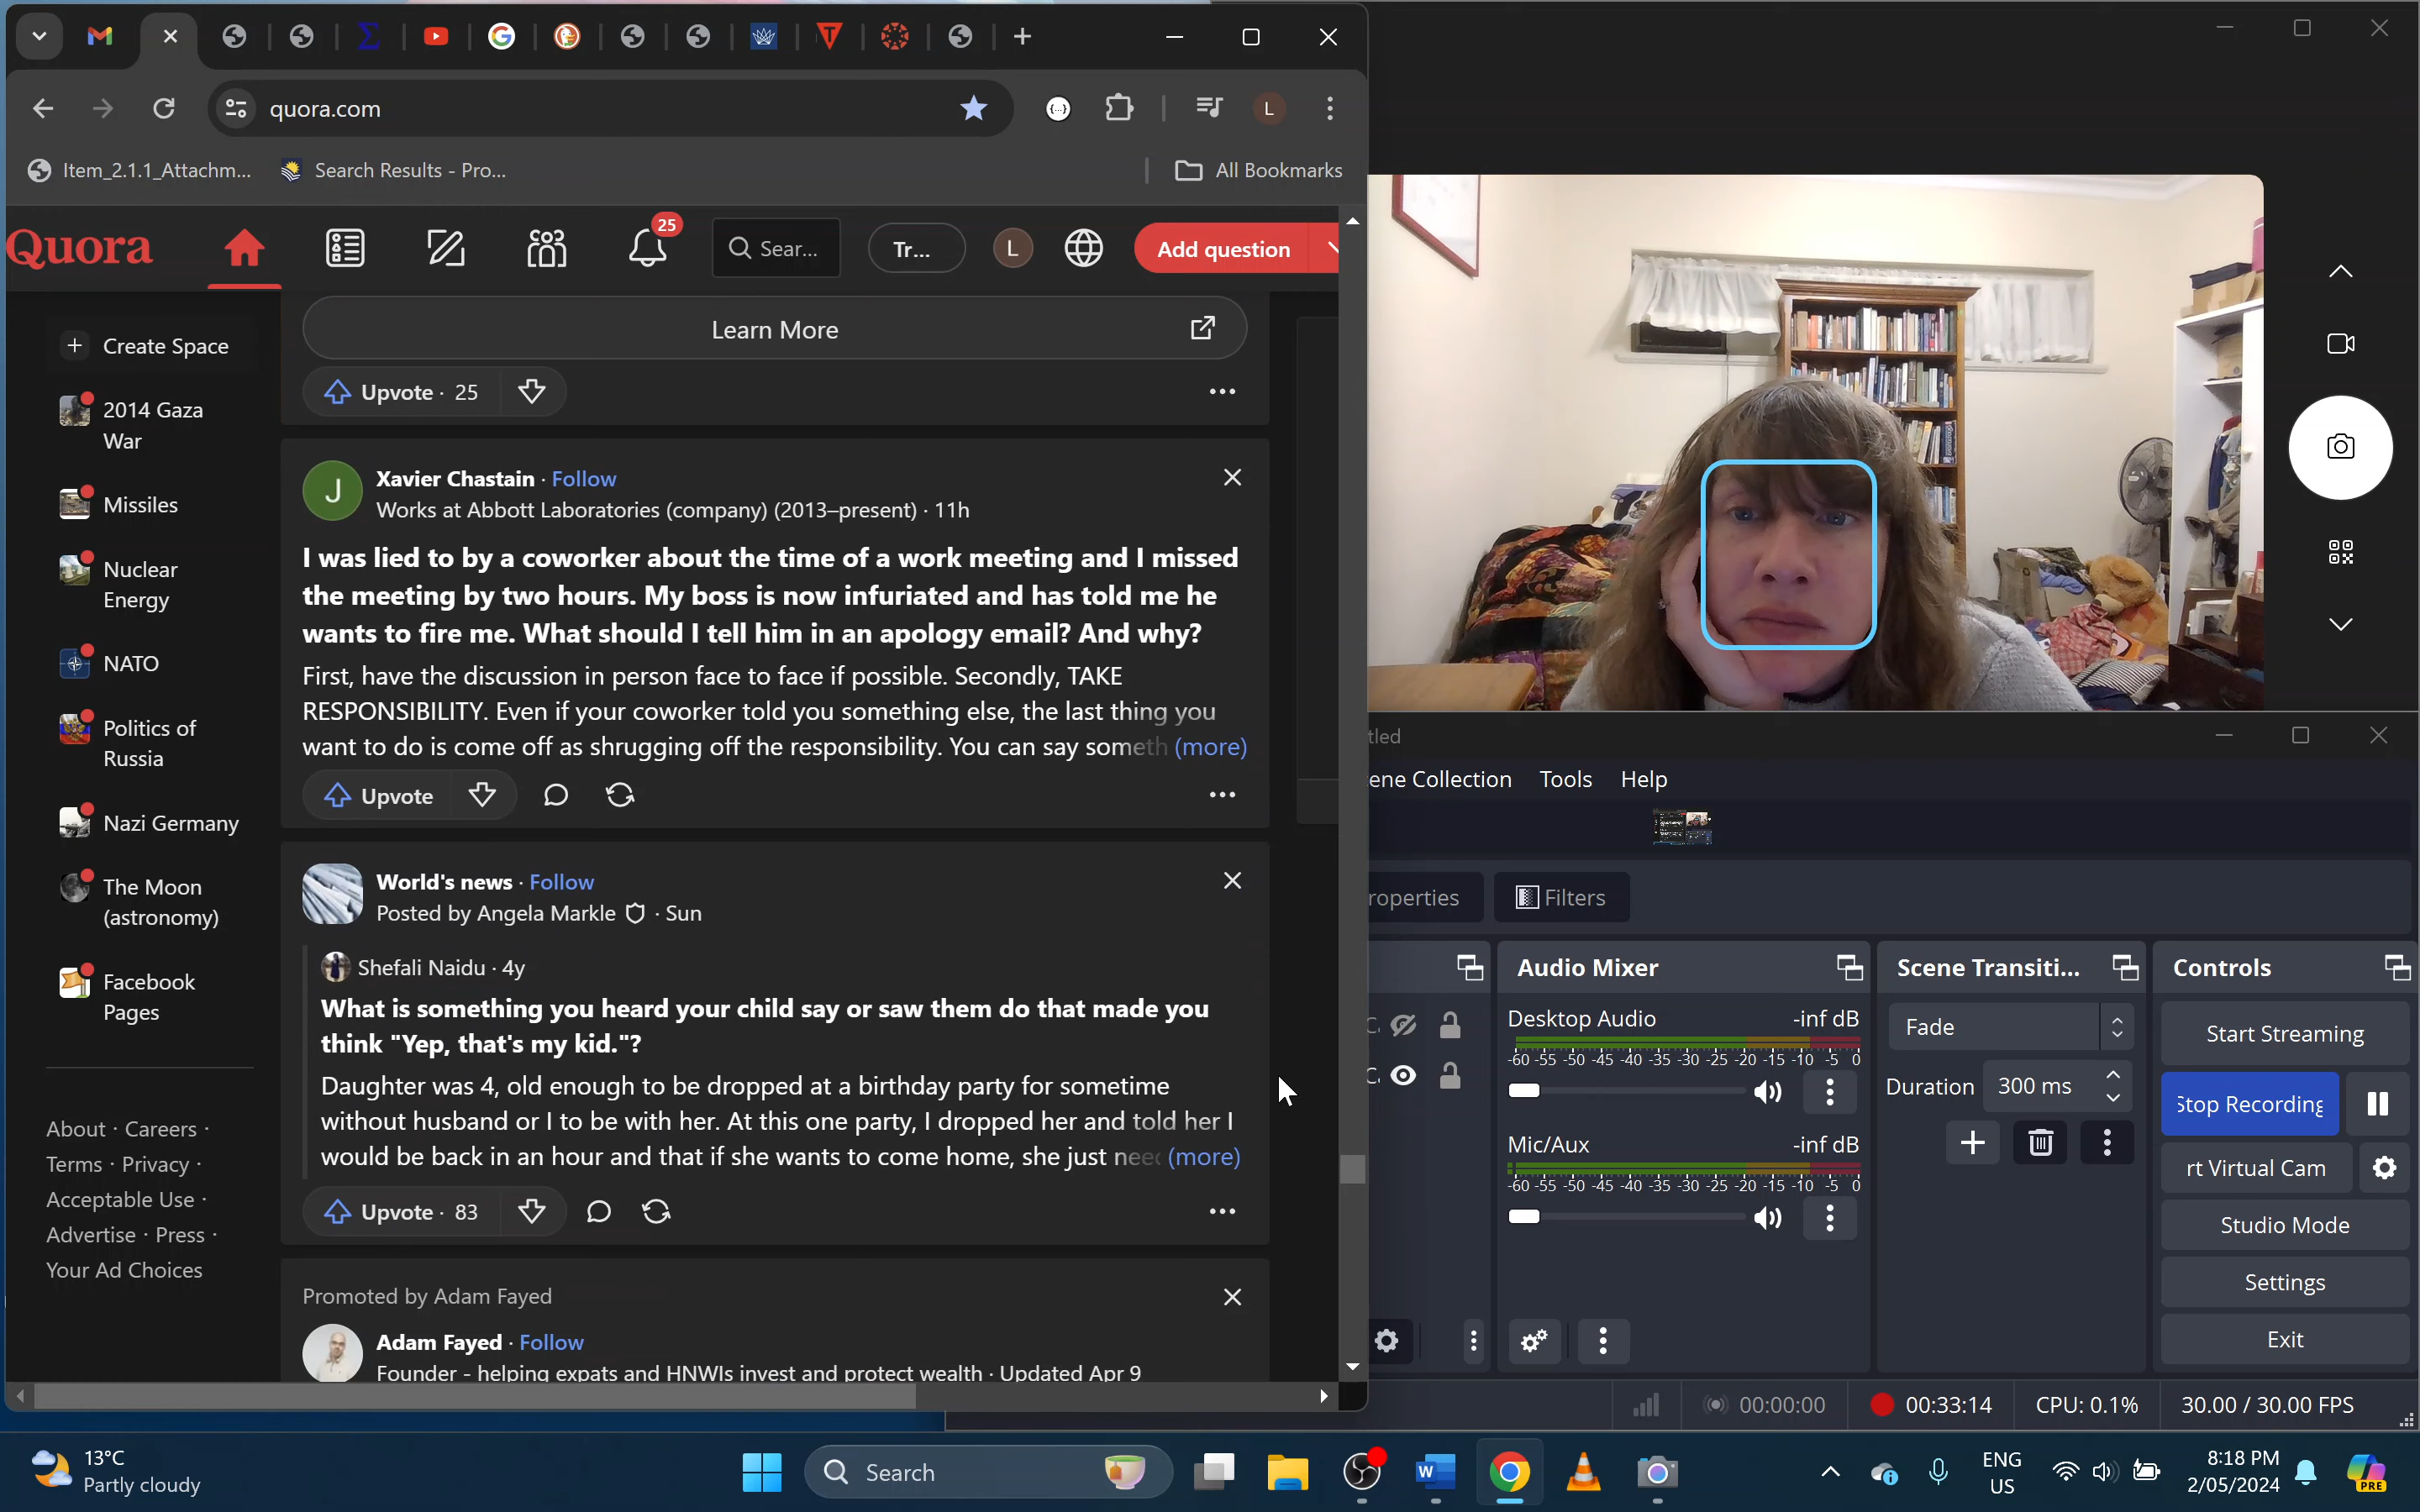 quora.com
Item_2.1.1_Attachm...
Search Results - Pro...
All Bookmarks
Quora
25
Sear...
Tr...
L
Add question
Create Space
2014 Gaza
War
Missiles
Nuclear
Energy
NATO
Politics of
Russia
Nazi Germany
The Moon
(astronomy)
Facebook
Pages
About · Careers ·
Terms · Privacy ·
Acceptable Use ·
Advertise · Press ·
Your Ad Choices
Learn More
Upvote · 25
J
Xavier Chastain · Follow
Works at Abbott Laboratories (company) (2013–present) · 11h
I was lied to by a coworker about the time of a work meeting and I missed
the meeting by two hours. My boss is now infuriated and has told me he
wants to fire me. What should I tell him in an apology email? And why?
First, have the discussion in person face to face if possible. Secondly, TAKE
RESPONSIBILITY. Even if your coworker told you something else, the last thing you
want to do is come off as shrugging off the responsibility. You can say someth (more)
Upvote
World's news · Follow
Posted by Angela Markle · Sun
Shefali Naidu · 4y
What is something you heard your child say or saw them do that made you
think "Yep, that's my kid."?
Daughter was 4, old enough to be dropped at a birthday party for sometime
without husband or I to be with her. At this one party, I dropped her and told her I
would be back in an hour and that if she wants to come home, she just nee (more)
Upvote · 83
Promoted by Adam Fayed
Adam Fayed · Follow
Founder - helping expats and HNWIs invest and protect wealth · Updated Apr 9
tled
ene Collection Tools Help
roperties
Filters
Audio Mixer
Desktop Audio -inf dB
-60 -55 -50 -45 -40 -35 -30 -25 -20 -15 -10 -5 0
Mic/Aux -inf dB
-60 -55 -50 -45 -40 -35 -30 -25 -20 -15 -10 -5 0
Scene Transiti...
Fade
Duration 300 ms
Controls
Start Streaming
Stop Recording
rt Virtual Cam
Studio Mode
Settings
Exit
00:00:00
00:33:14
CPU: 0.1%
30.00 / 30.00 FPS
13°C
Partly cloudy
Search
ENG
US
8:18 PM
2/05/2024
PRE